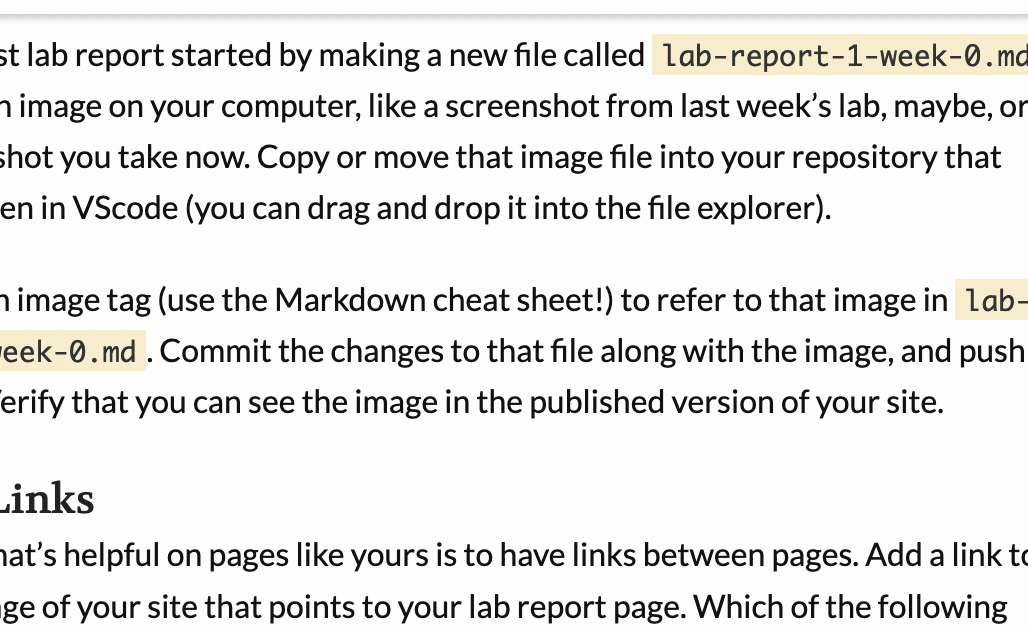 st lab report started by making a new file called lab-report-1-week-0.md
n image on your computer, like a screenshot from last week’s lab, maybe, or
shot you take now. Copy or move that image file into your repository that
en in VScode (you can drag and drop it into the file explorer).
n image tag (use the Markdown cheat sheet!) to refer to that image in lab-
week-0.md. Commit the changes to that file along with the image, and push
Verify that you can see the image in the published version of your site.
Links
hat’s helpful on pages like yours is to have links between pages. Add a link to
age of your site that points to your lab report page. Which of the following